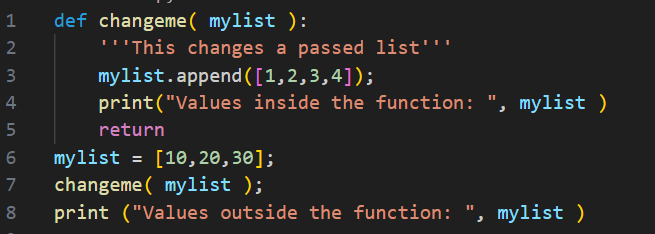 1 def changeme( mylist ):
2     '''This changes a passed list'''
3     mylist.append([1,2,3,4]);
4     print("Values inside the function: ", mylist )
5     return
6 mylist = [10,20,30];
7 changeme( mylist );
8 print ("Values outside the function: ", mylist )